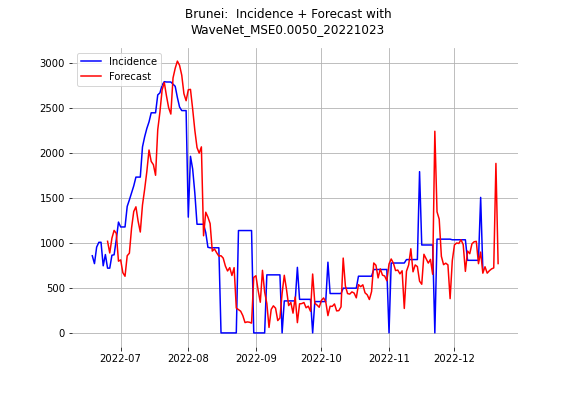 Brunei:  Incidence + Forecast with
WaveNet_MSE0.0050_20221023
Incidence
Forecast
3000
2500
2000
1500
1000
500
0
2022-07 2022-08 2022-09 2022-10 2022-11 2022-12